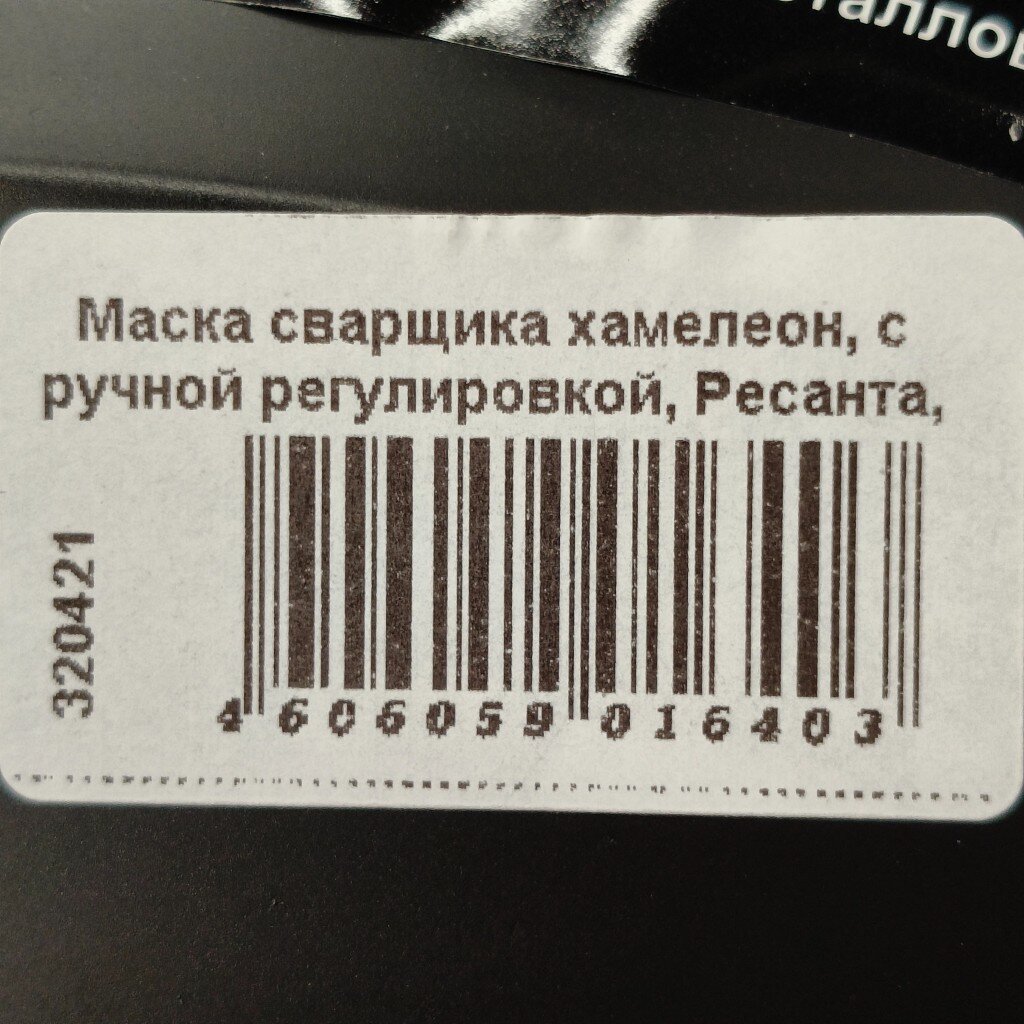 Маска сварщика хамелеон, с
ручной регулировкой, Ресанта,
320421
4 606059 016403